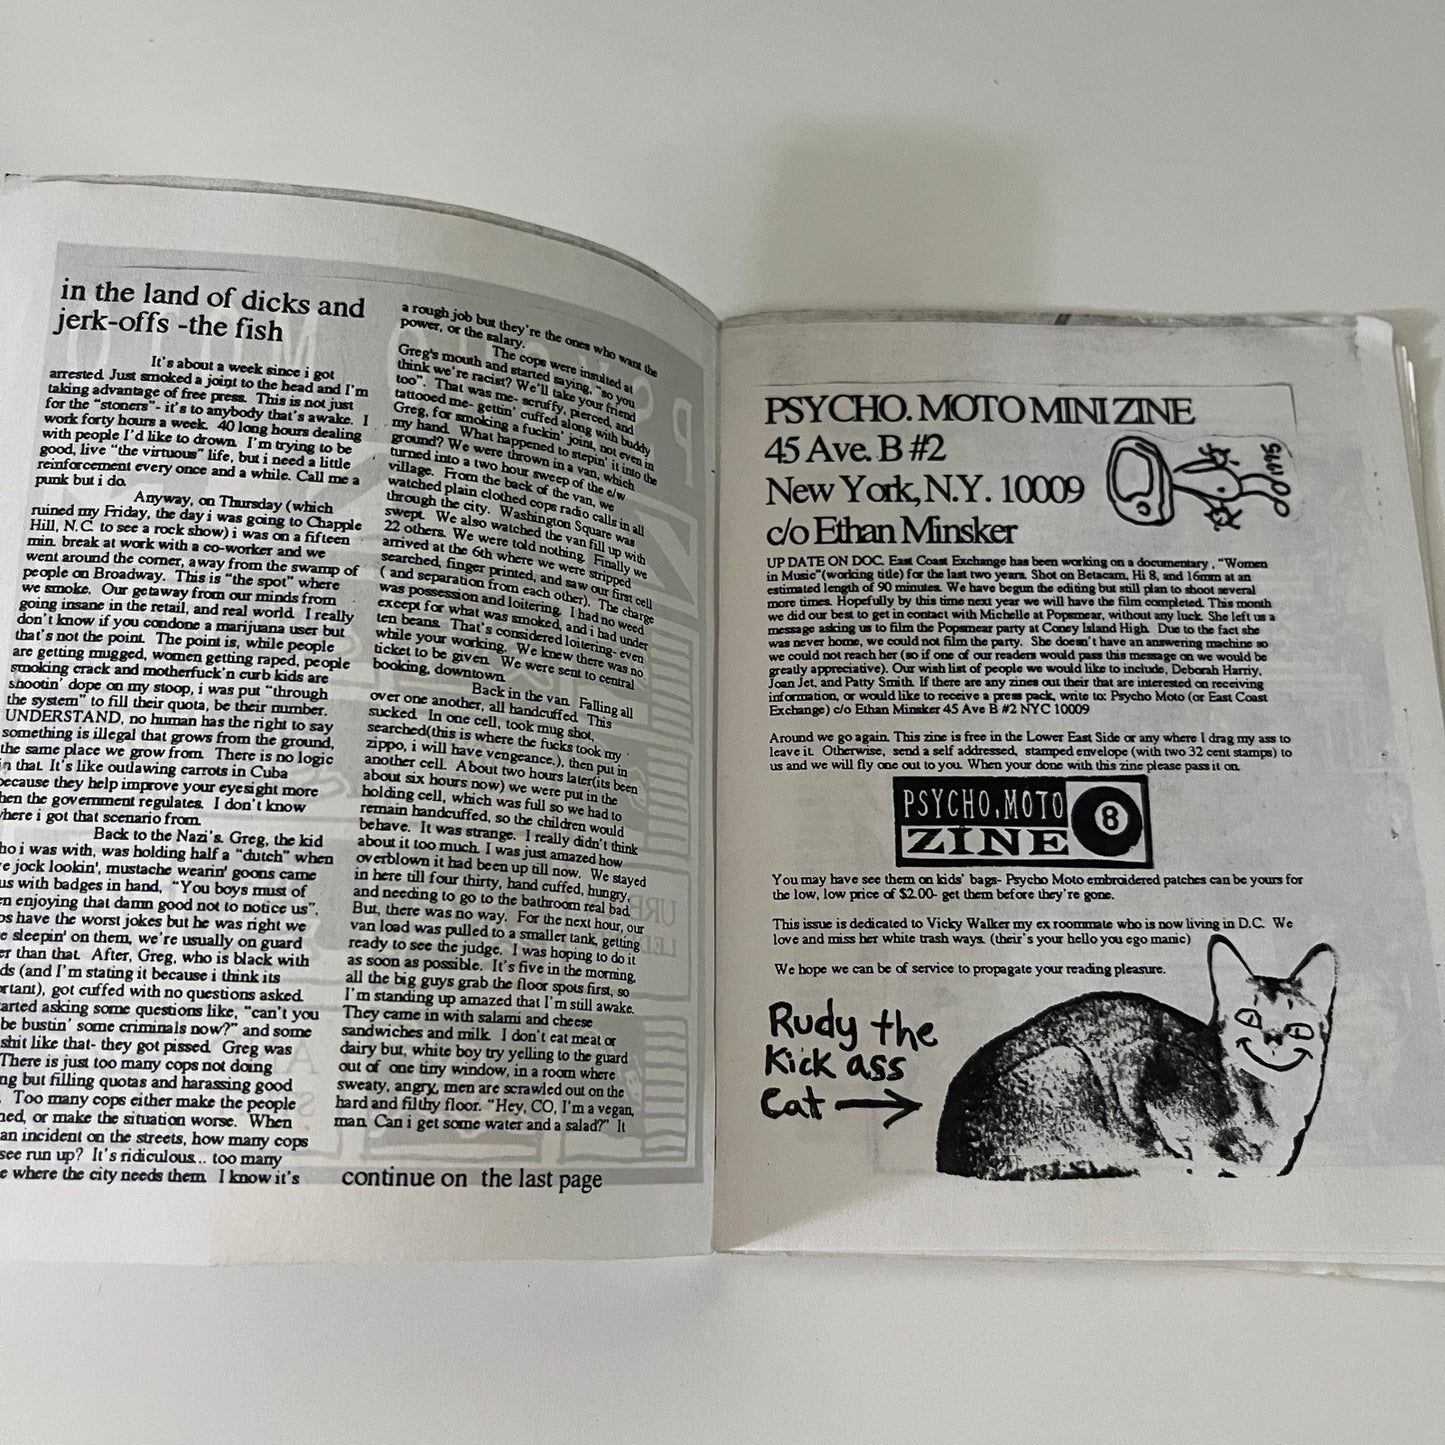 in the land of dicks and
jerk-offs -the fish
It's about a week since i got
arrested. Just smoked a joint to the head and I'm
taking advantage of free press. This is not just
for the "stoners"- it's to anybody that's awake. I
work forty hours a week. 40 long hours dealing
with people I'd like to drown. I'm trying to be
good, live "the virtuous" life, but i need a little
reinforcement every once and a while. Call me a
punk but i do.
Anyway, on Thursday (which
ruined my Friday, the day i was going to Chapple
Hill, N.C. to see a rock show) i was on a fifteen
min. break at work with a co-worker and we
went around the corner, away from the swamp of
people on Broadway. This is "the spot" where
we smoke. Our getaway from our minds from
going insane in the retail, and real world. I really
don't know if you condone a marijuana user but
that's not the point. The point is, while people
are getting mugged, women getting raped, people
smoking crack and motherfuck'n curb kids are
shootin' dope on my stoop, i was put "through
the system" to fill their quota, be their number.
UNDERSTAND, no human has the right to say
something is illegal that grows from the ground,
the same place we grow from. There is no logic
in that. It's like outlawing carrots in Cuba
because they help improve your eyesight more
hen the government regulates. I don't know
where i got that scenario from.
Back to the Nazi's. Greg, the kid
ho i was with, was holding half a "dutch" when
e jock lookin', mustache wearin' goons came
us with badges in hand, "You boys must of
n enjoying that damn good not to notice us".
ps have the worst jokes but he was right we
e sleepin' on them, we're usually on guard
er than that. After, Greg, who is black with
ds (and I'm stating it because i think its
ortant), got cuffed with no questions asked.
tarted asking some questions like, "can't you
be bustin' some criminals now?" and some
shit like that- they got pissed. Greg was
There is just too many cops not doing
ng but filling quotas and harassing good
. Too many cops either make the people
ned, or make the situation worse. When
an incident on the streets, how many cops
see run up? It's ridiculous... too many
e where the city needs them. I know it's
a rough job but they're the ones who want the
power, or the salary.
The cops were insulted at
Greg's mouth and started saying, "so you
think we're racist? We'll take your friend
too". That was me- scruffy, pierced, and
tattooed me- gettin' cuffed along with buddy
Greg, for smoking a fuckin' joint, not even in
my hand. What happened to stepin' it into the
ground? We were thrown in a van, which
turned into a two hour sweep of the e/w
village. From the back of the van, we
watched plain clothed cops radio calls in all
through the city. Washington Square was
swept. We also watched the van fill up with
22 others. We were told nothing. Finally we
arrived at the 6th where we were stripped
searched, finger printed, and saw our first cell
( and separation from each other). The charge
was possession and loitering. I had no weed
except for what was smoked, and i had under
ten beans. That's considered loitering- even
while your working. We knew there was no
ticket to be given. We were sent to central
booking, downtown.
Back in the van. Falling all
over one another, all handcuffed. This
sucked. In one cell, took mug shot,
searched(this is where the fucks took my
zippo, i will have vengeance,), then put in
another cell. About two hours later(its been
about six hours now) we were put in the
holding cell, which was full so we had to
remain handcuffed, so the children would
behave. It was strange. I really didn't think
about it too much. I was just amazed how
overblown it had been up till now. We stayed
in here till four thirty, hand cuffed, hungry,
and needing to go to the bathroom real bad.
But, there was no way. For the next hour, our
van load was pulled to a smaller tank, getting
ready to see the judge. I was hoping to do it
as soon as possible. It's five in the morning,
all the big guys grab the floor spots first, so
I'm standing up amazed that I'm still awake.
They came in with salami and cheese
sandwiches and milk. I don't eat meat or
dairy but, white boy try yelling to the guard
out of one tiny window, in a room where
sweaty, angry, men are scrawled out on the
hard and filthy floor. "Hey, CO, I'm a vegan,
man. Can i get some water and a salad?" It
continue on the last page
PSYCHO. MOTO MINI ZINE
45 Ave. B #2
New York, N.Y. 10009
c/o Ethan Minsker
UP DATE ON DOC. East Coast Exchange has been working on a documentary , "Women
in Music"(working title) for the last two years. Shot on Betacam, Hi 8, and 16mm at an
estimated length of 90 minutes. We have begun the editing but still plan to shoot several
more times. Hopefully by this time next year we will have the film completed. This month
we did our best to get in contact with Michelle at Popsmear, without any luck. She left us a
message asking us to film the Popsmear party at Coney Island High. Due to the fact she
was never home, we could not film the party. She doesn't have an answering machine so
we could not reach her (so if one of our readers would pass this message on we would be
greatly appreciative). Our wish list of people we would like to include, Deborah Harriy,
Joan Jet, and Patty Smith. If there are any zines out their that are interested on receiving
information, or would like to receive a press pack, write to: Psycho Moto (or East Coast
Exchange) c/o Ethan Minsker 45 Ave B #2 NYC 10009
Around we go again. This zine is free in the Lower East Side or any where I drag my ass to
leave it. Otherwise, send a self addressed, stamped envelope (with two 32 cent stamps) to
us and we will fly one out to you. When your done with this zine please pass it on.
PSYCHO, MOTO
ZINE
8
You may have see them on kids' bags- Psycho Moto embroidered patches can be yours for
the low, low price of $2.00- get them before they're gone.
This issue is dedicated to Vicky Walker my ex roommate who is now living in D.C. We
love and miss her white trash ways. (their's your hello you ego manic)
We hope we can be of service to propagate your reading pleasure.
Rudy the
Kick ass
Cat